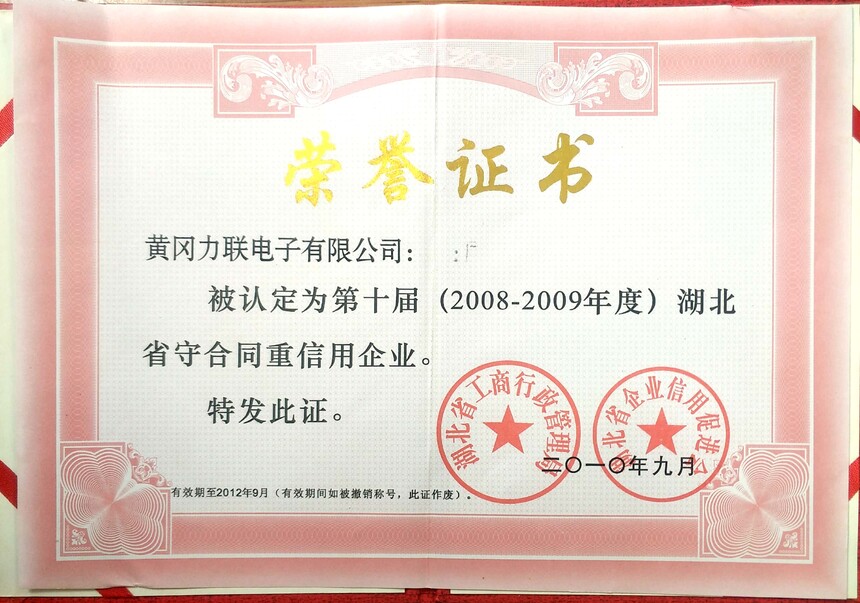 荣誉证书
黄冈力联电子有限公司：
被认定为第十届（2008-2009年度）湖北
省守合同重信用企业。
特发此证。
湖北省工商行政管理局
湖北省企业信用促进会
二〇一〇年九月
有效期至2012年9月（有效期间如被撤销称号，此证作废）。